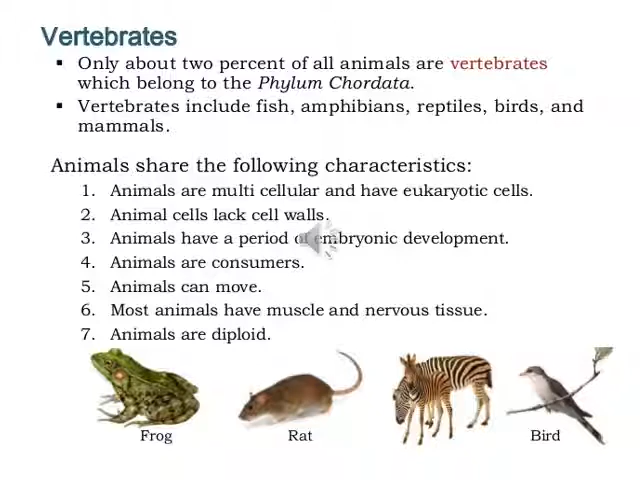 Vertebrates
▪ Only about two percent of all animals are vertebrates
which belong to the Phylum Chordata.
▪ Vertebrates include fish, amphibians, reptiles, birds, and
mammals.
Animals share the following characteristics:
1. Animals are multi cellular and have eukaryotic cells.
2. Animal cells lack cell walls.
3. Animals have a period of embryonic development.
4. Animals are consumers.
5. Animals can move.
6. Most animals have muscle and nervous tissue.
7. Animals are diploid.
Frog Rat Bird